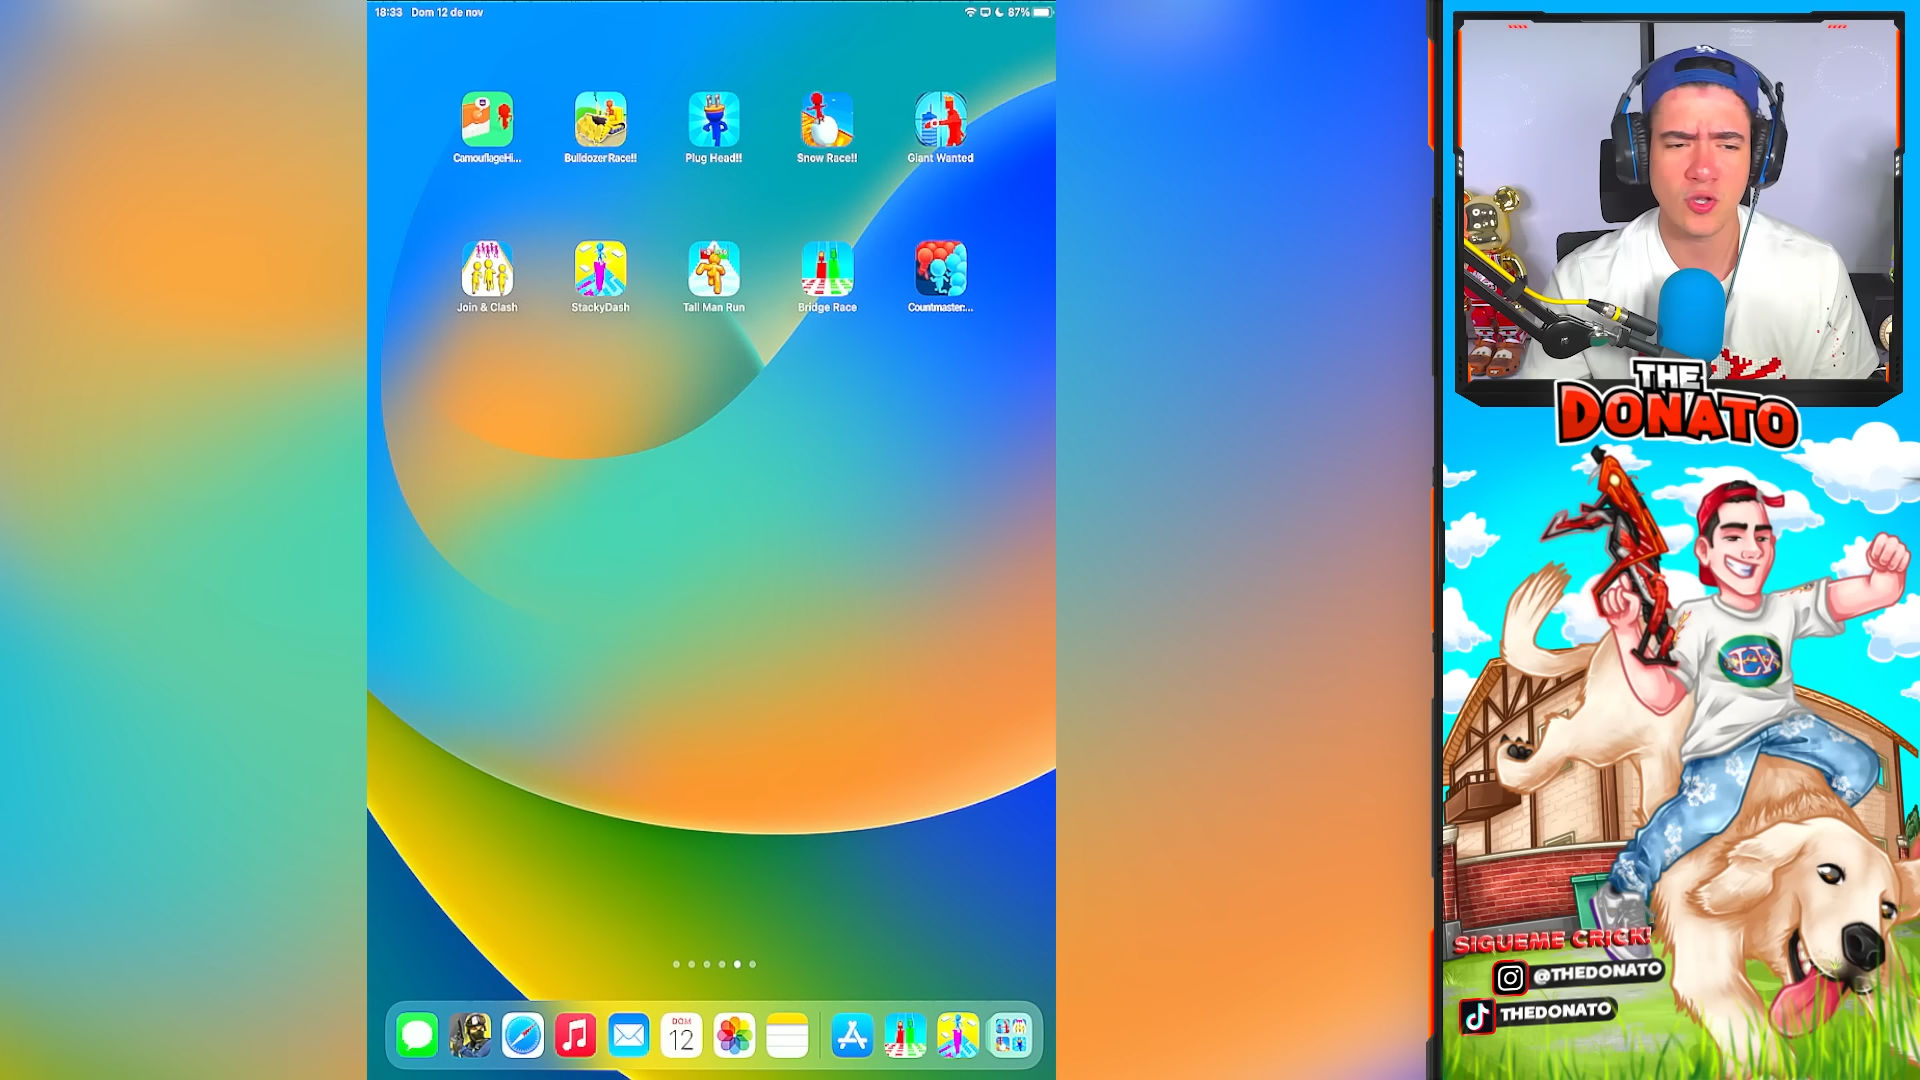 18:33 Dom 12 de nov
87%
CamouflageHi...
Bulldozer Race!!
Plug Head!!
Snow Race!!
Giant Wanted
Join & Clash
StackyDash
Tall Man Run
Bridge Race
Countmaster:...
DOM
12
THE
DONATO
SIGUEME CRICK!
@THEDONATO
THEDONATO